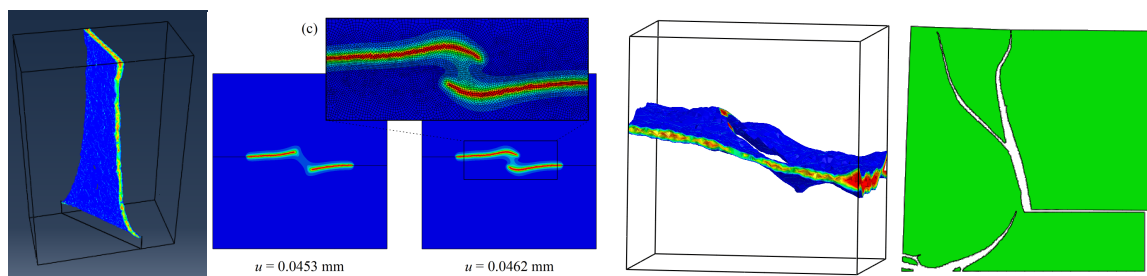 (c)
u = 0.0453 mm
u = 0.0462 mm